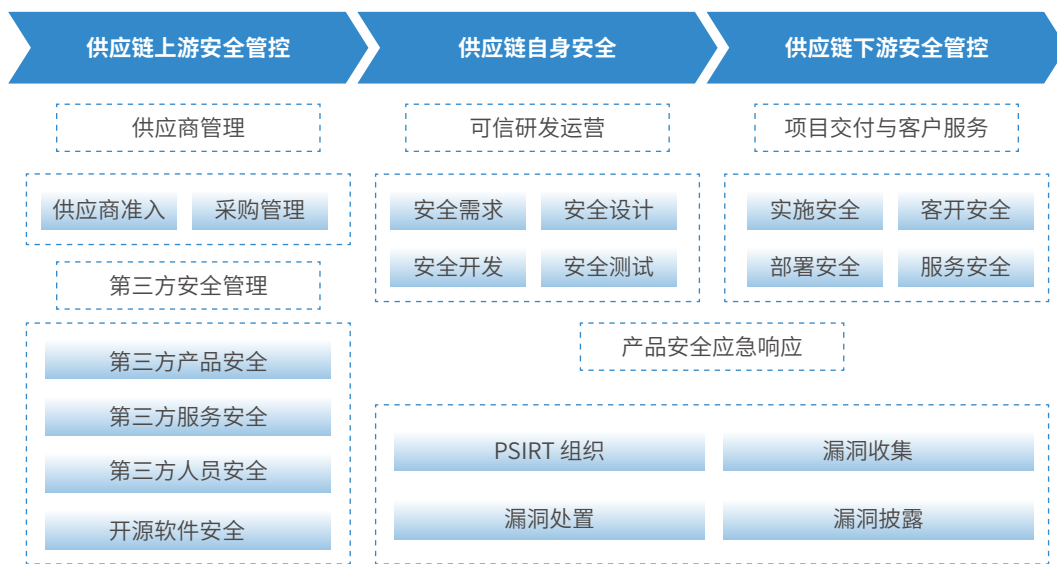 供应链上游安全管控
供应链自身安全
供应链下游安全管控
供应商管理
可信研发运营
项目交付与客户服务
供应商准入
采购管理
安全需求
安全设计
实施安全
客开安全
安全开发
安全测试
部署安全
服务安全
第三方安全管理
产品安全应急响应
第三方产品安全
第三方服务安全
第三方人员安全
开源软件安全
PSIRT 组织
漏洞收集
漏洞处置
漏洞披露